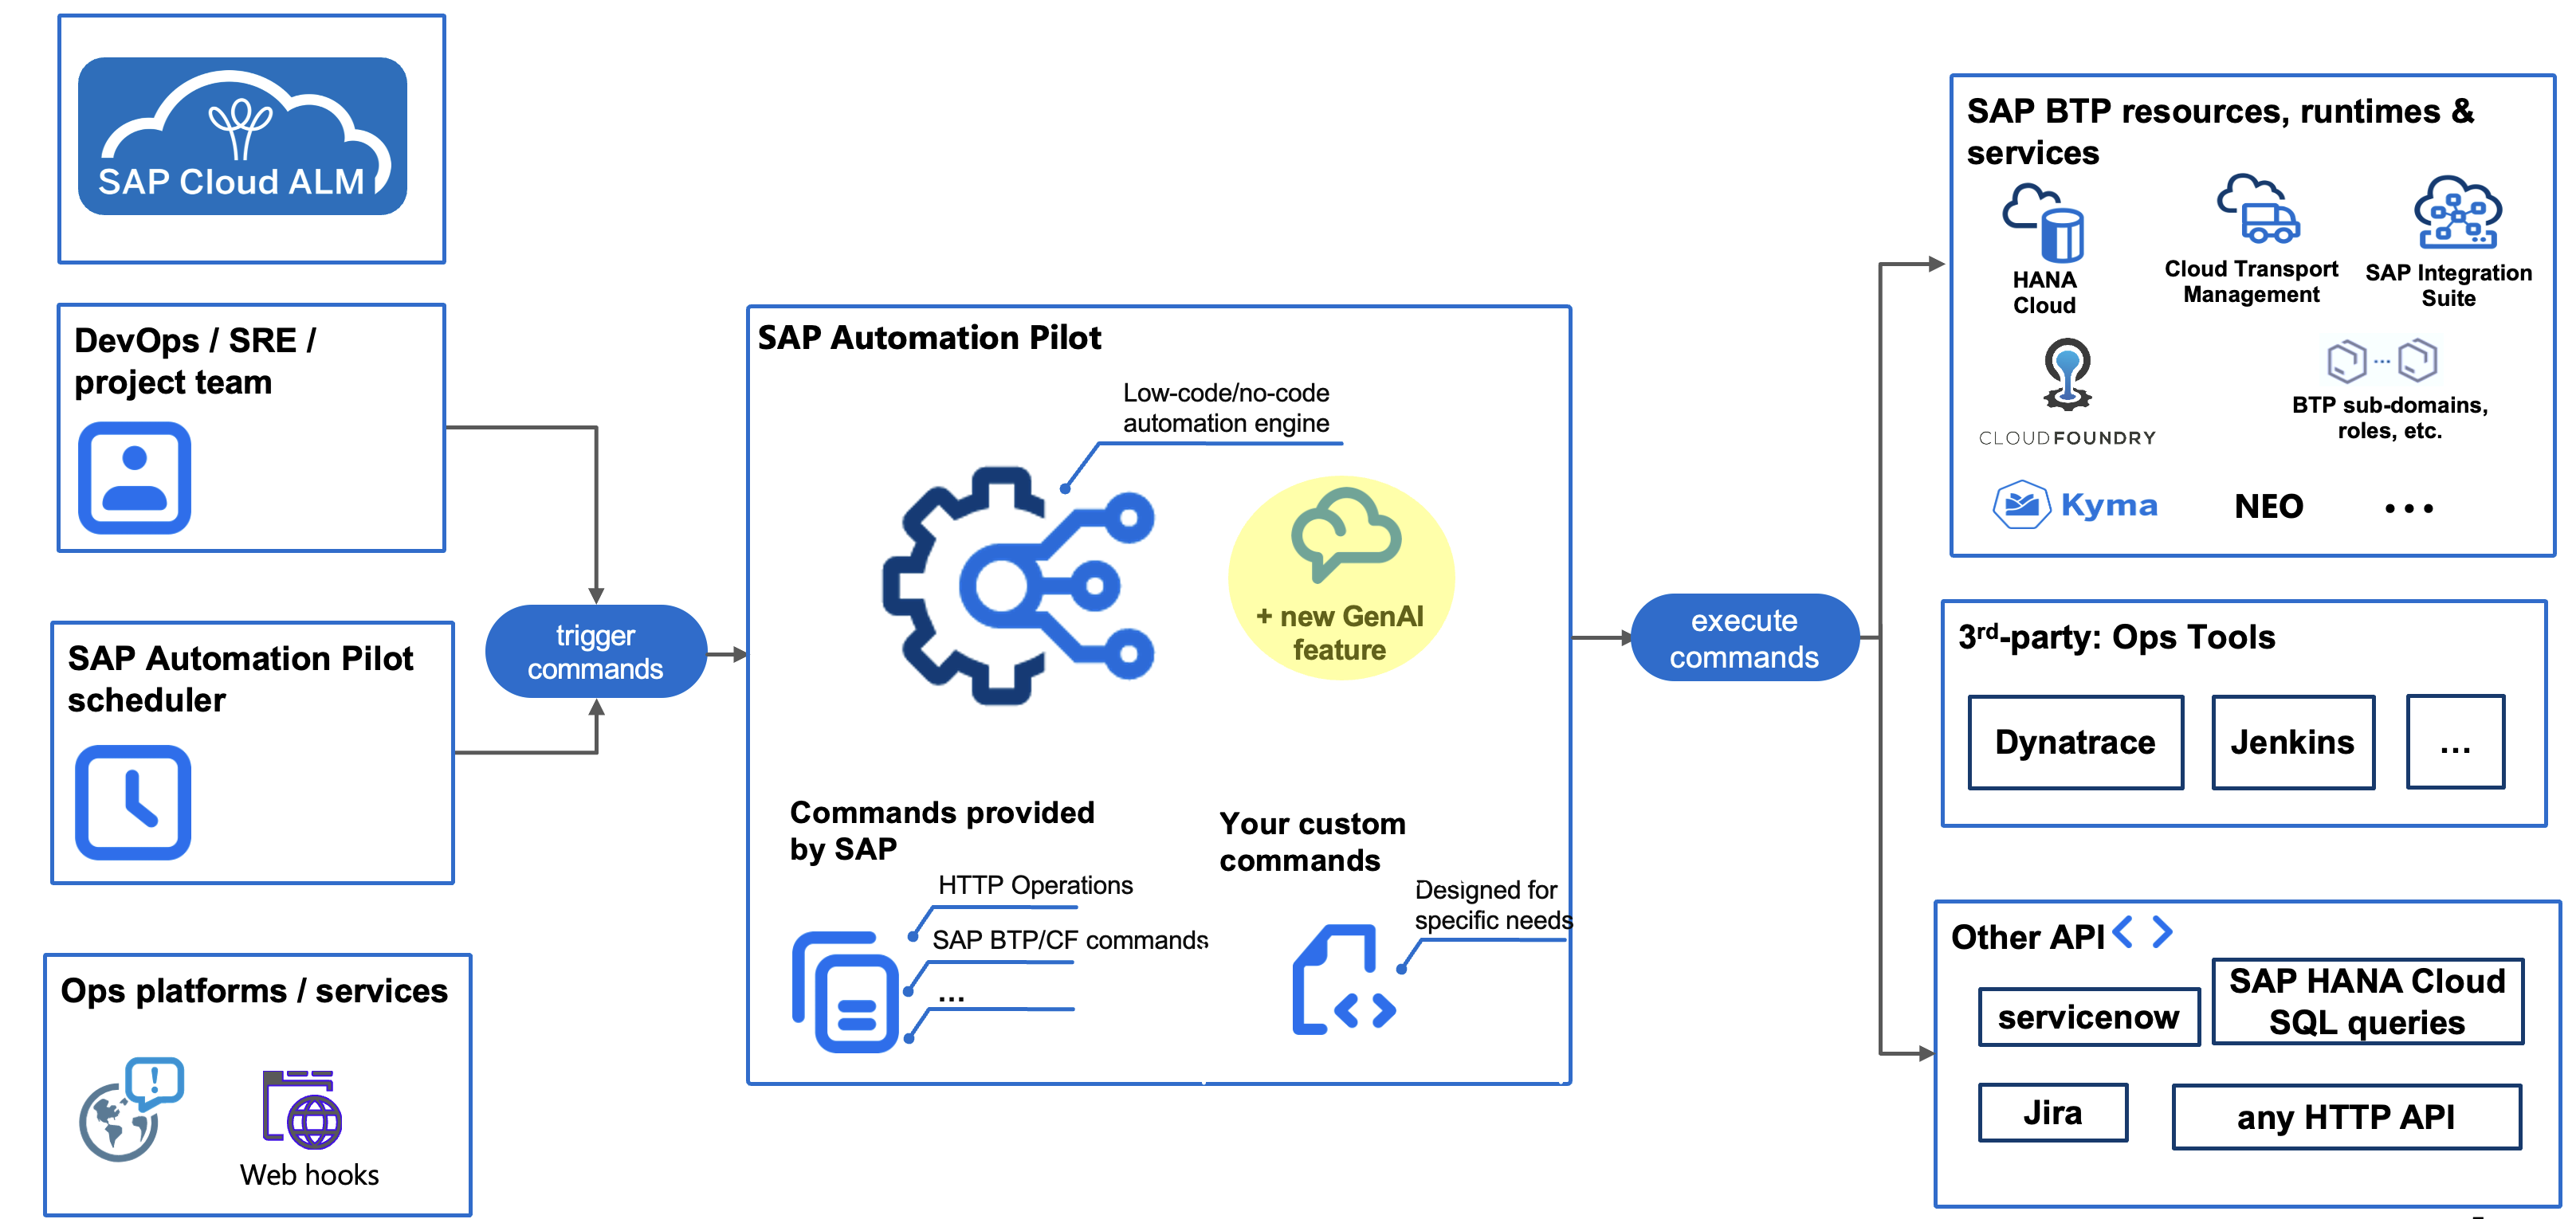 SAP Cloud ALM
DevOps / SRE /
project team
SAP Automation Pilot
scheduler
Ops platforms / services
!
Web hooks
trigger
commands
SAP Automation Pilot
Low-code/no-code
automation engine
+ new GenAI
feature
Commands provided
by SAP
HTTP Operations
SAP BTP/CF commands
...
Your custom
commands
Designed for
specific needs
execute
commands
SAP BTP resources, runtimes &
services
HANA
Cloud
Cloud Transport
Management
SAP Integration
Suite
CLOUDFOUNDRY
...
BTP sub-domains,
roles, etc.
Kyma
NEO
...
3rd-party: Ops Tools
Dynatrace
Jenkins
...
Other API < >
servicenow
SAP HANA Cloud
SQL queries
Jira
any HTTP API